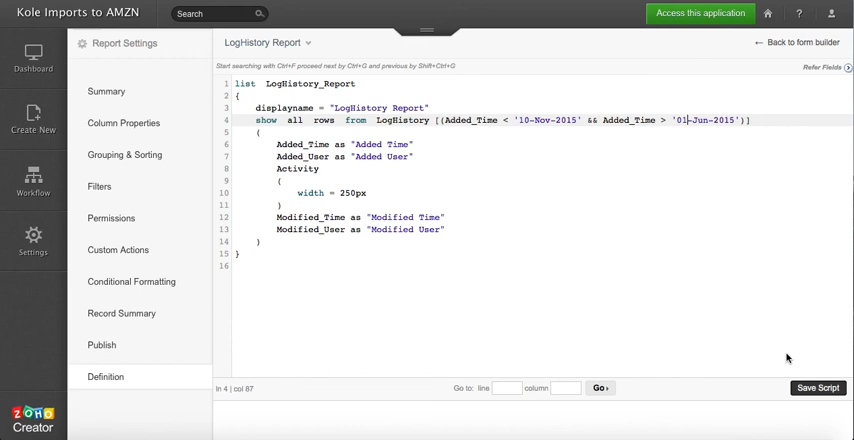 Kole Imports to AMZN
Search
Access this application
?
Dashboard
Create New
Workflow
Settings
ZOHO
Creator
Report Settings
Summary
Column Properties
Grouping & Sorting
Filters
Permissions
Custom Actions
Conditional Formatting
Record Summary
Publish
Definition
LogHistory Report
← Back to form builder
Start searching with Ctrl+F proceed next by Ctrl+G and previous by Shift+Ctrl+G
Refer Fields
1 list LogHistory_Report
2 {
3 displayname = "LogHistory Report"
4 show all rows from LogHistory [(Added_Time < '10-Nov-2015' && Added_Time > '01-Jun-2015')]
5 (
6 Added_Time as "Added Time"
7 Added_User as "Added User"
8 Activity
9 (
10 width = 250px
11 )
12 Modified_Time as "Modified Time"
13 Modified_User as "Modified User"
14 )
15 }
16
ln 4 | col 87
Go to: line
column
Go ›
Save Script